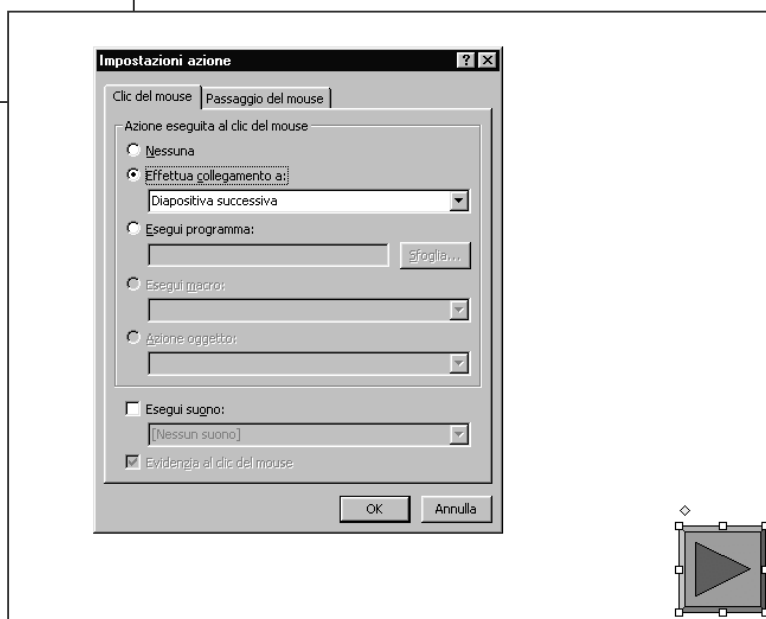 Impostazioni azione
Clic del mouse Passaggio del mouse
Azione eseguita al clic del mouse
Nessuna
Effettua collegamento a:
Diapositiva successiva
Esegui programma:
Sfoglia...
Esegui macro:
Azione oggetto:
Esegui suono:
[Nessun suono]
Evidenzia al clic del mouse
OK Annulla